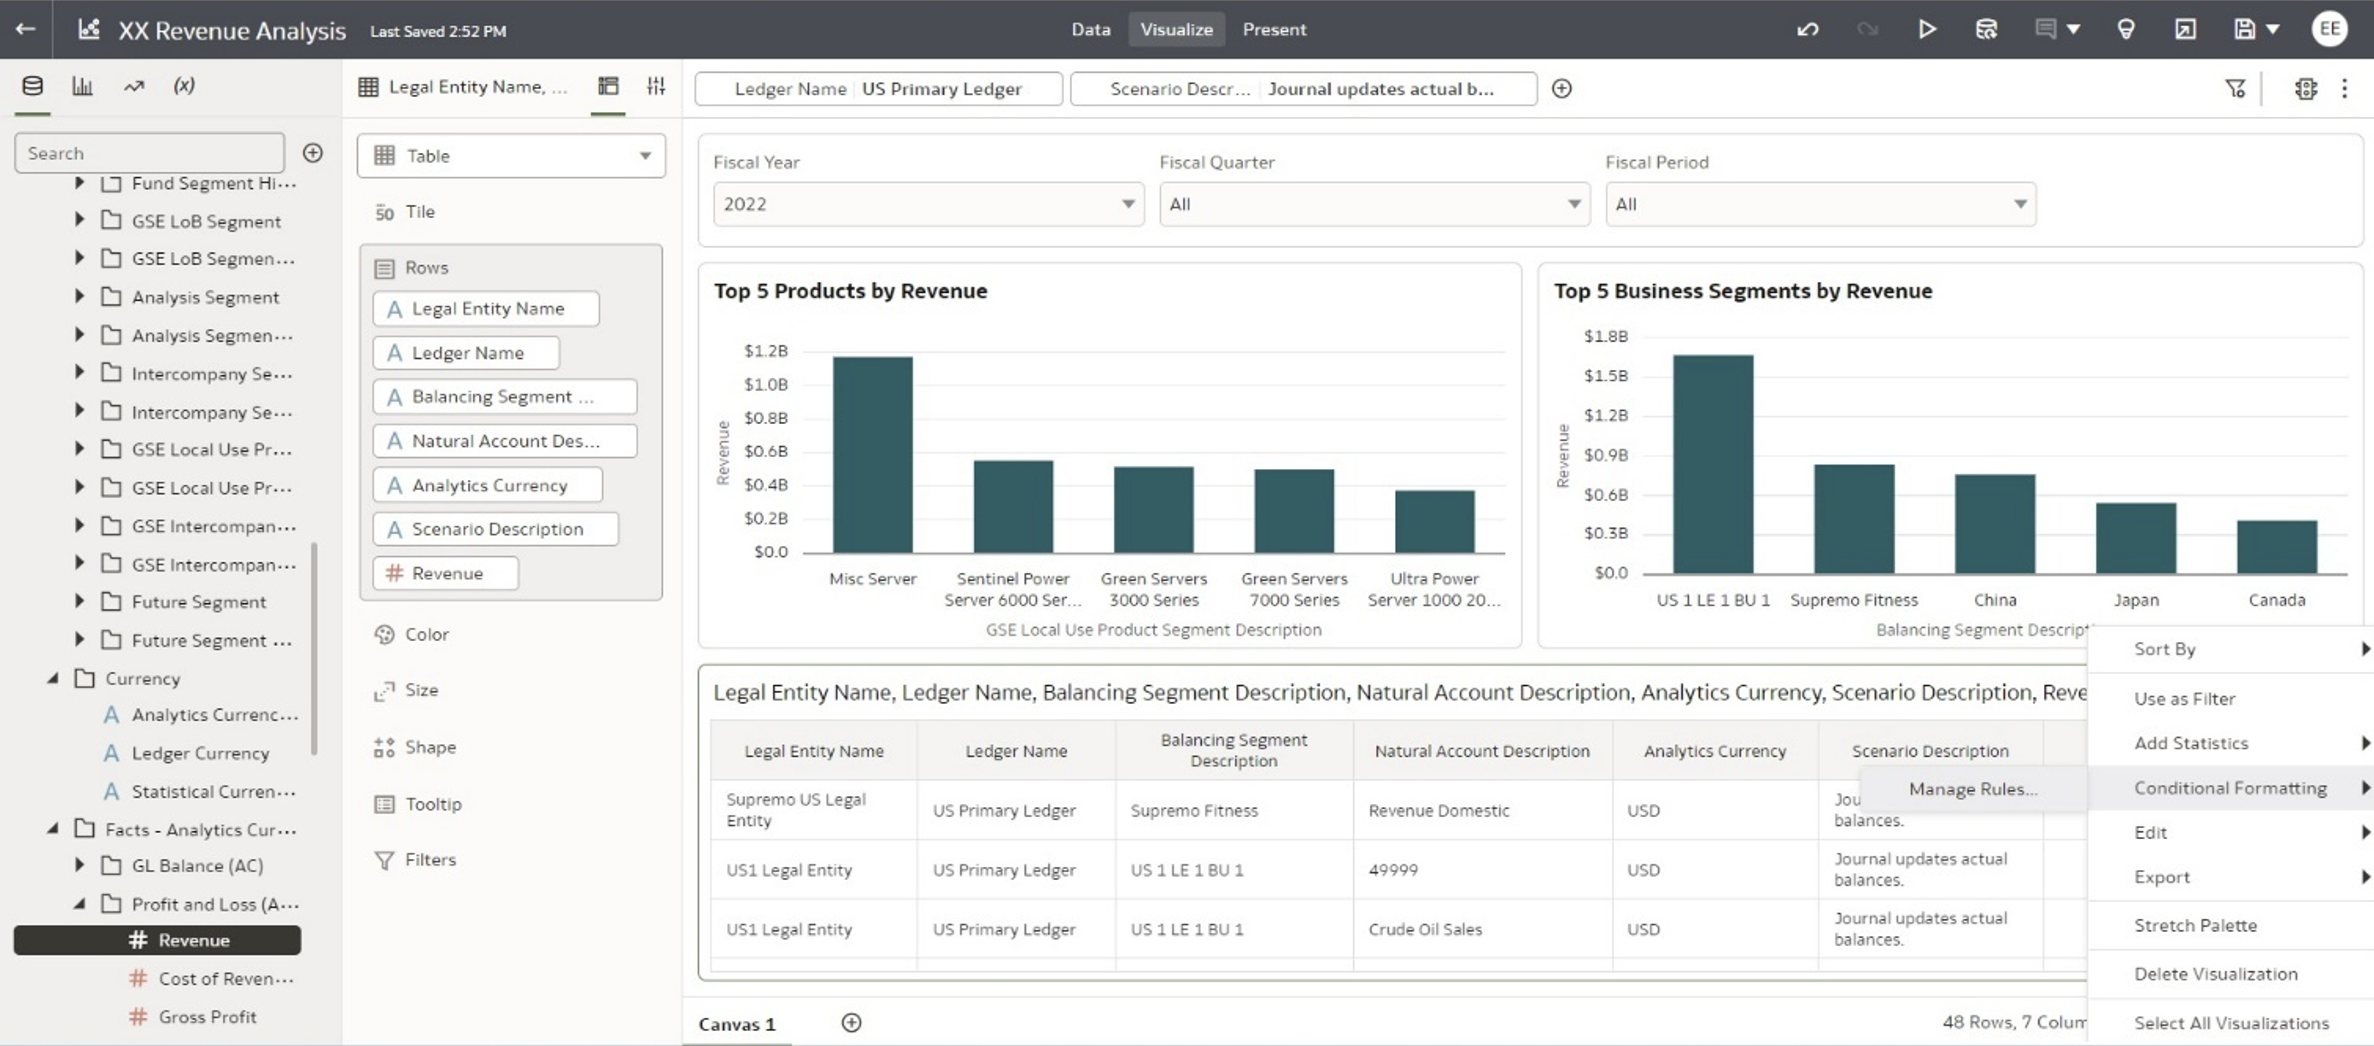 XX Revenue Analysis
Last Saved 2:52 PM
Data
Visualize
Present
EE
(x)
Legal Entity Name, ...
Ledger Name US Primary Ledger
Scenario Descr... Journal updates actual b...
Search
Fund Segment Hi...
GSE LoB Segment
GSE LoB Segmen...
Analysis Segment
Analysis Segmen...
Intercompany Se...
Intercompany Se...
GSE Local Use Pr...
GSE Local Use Pr...
GSE Intercompan...
GSE Intercompan...
Future Segment
Future Segment ...
Currency
A Analytics Currenc...
A Ledger Currency
A Statistical Curren...
Facts - Analytics Cur...
GL Balance (AC)
Profit and Loss (A...
# Revenue
# Cost of Reven...
# Gross Profit
Table
50 Tile
Rows
A Legal Entity Name
A Ledger Name
A Balancing Segment ...
A Natural Account Des...
A Analytics Currency
A Scenario Description
# Revenue
Color
Size
Shape
Tooltip
Filters
Fiscal Year
2022
Fiscal Quarter
All
Fiscal Period
All
Top 5 Products by Revenue
Revenue
$1.2B
$1.0B
$0.8B
$0.6B
$0.4B
$0.2B
$0.0
Misc Server
Sentinel Power
Server 6000 Ser...
Green Servers
3000 Series
Green Servers
7000 Series
Ultra Power
Server 1000 20...
GSE Local Use Product Segment Description
Top 5 Business Segments by Revenue
Revenue
$1.8B
$1.5B
$1.2B
$0.9B
$0.6B
$0.3B
$0.0
US 1 LE 1 BU 1
Supremo Fitness
China
Japan
Canada
Balancing Segment Descript
Legal Entity Name, Ledger Name, Balancing Segment Description, Natural Account Description, Analytics Currency, Scenario Description, Reve
Legal Entity Name
Ledger Name
Balancing Segment
Description
Natural Account Description
Analytics Currency
Scenario Description
Supremo US Legal
Entity
US Primary Ledger
Supremo Fitness
Revenue Domestic
USD
Jou
balances.
US1 Legal Entity
US Primary Ledger
US 1 LE 1 BU 1
49999
USD
Journal updates actual
balances.
US1 Legal Entity
US Primary Ledger
US 1 LE 1 BU 1
Crude Oil Sales
USD
Journal updates actual
balances.
Manage Rules...
Sort By
Use as Filter
Add Statistics
Conditional Formatting
Edit
Export
Stretch Palette
Delete Visualization
Select All Visualizations
Canvas 1
48 Rows, 7 Colum